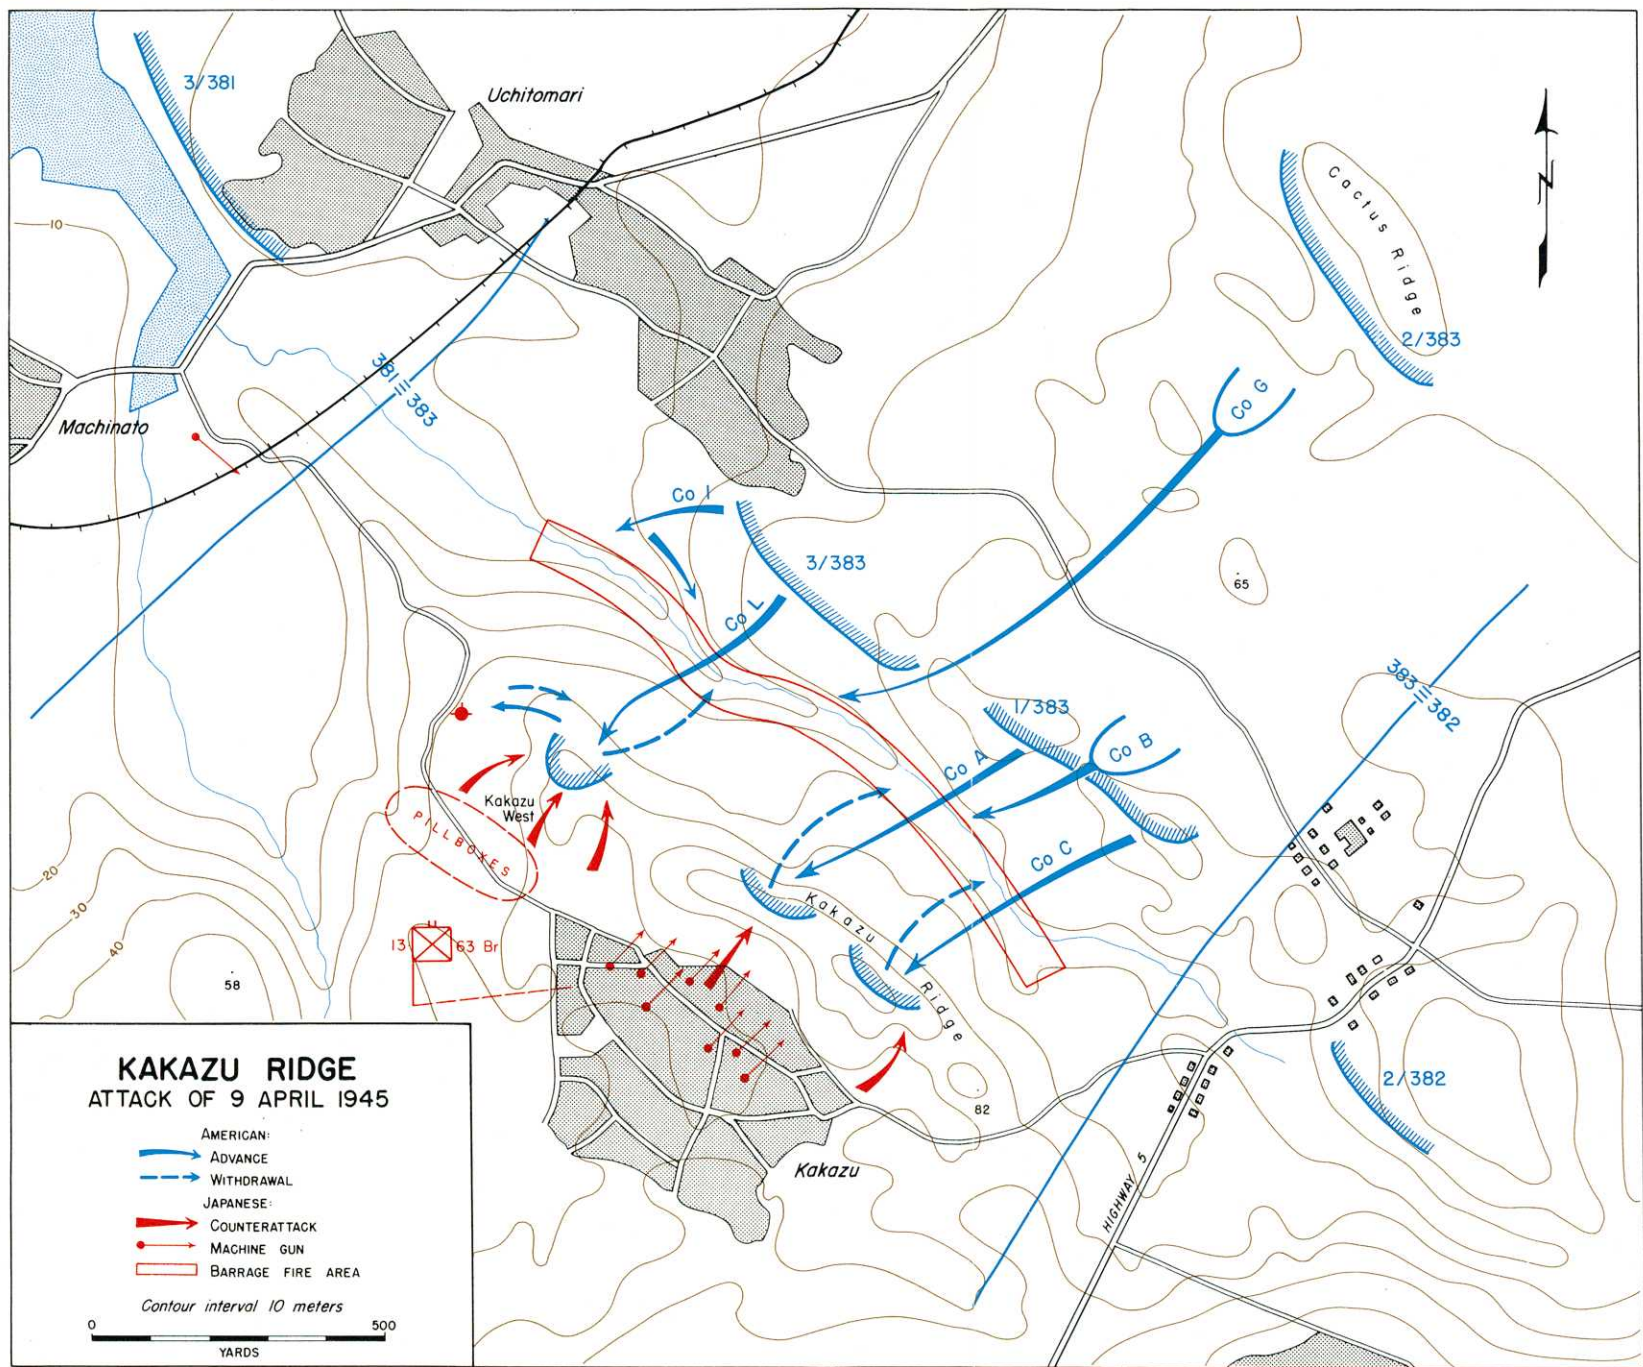 3/381
Uchitomari
Cactus Ridge
10
2/383
381
383
Co G
Machinato
Co I
3/383
65
Co L
383
382
1/383
Co A
Co B
Kakazu
West
PILLBOXES
Co C
20
30
40
Kakazu Ridge
13
63 Br
58
2/382
82
Kakazu
HIGHWAY 5
KAKAZU RIDGE
ATTACK OF 9 APRIL 1945
AMERICAN:
ADVANCE
WITHDRAWAL
JAPANESE:
COUNTERATTACK
MACHINE GUN
BARRAGE FIRE AREA
Contour interval 10 meters
0 500
YARDS